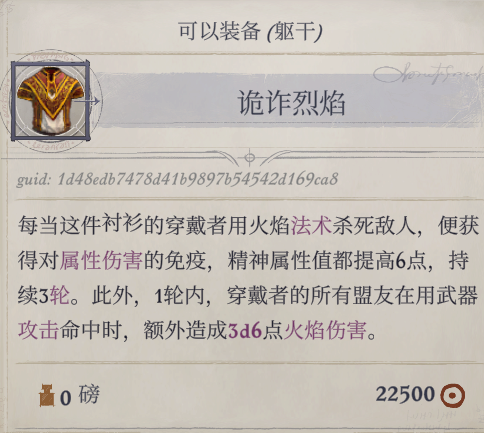 可以装备 (躯干)
诡诈烈焰
guid: 1d48edb7478d41b9897b54542d169ca8
每当这件衬衫的穿戴者用火焰法术杀死敌人，便获
得对属性伤害的免疫，精神属性值都提高6点，持
续3轮。此外，1轮内，穿戴者的所有盟友在用武器
攻击命中时，额外造成3d6点火焰伤害。
0 磅
22500